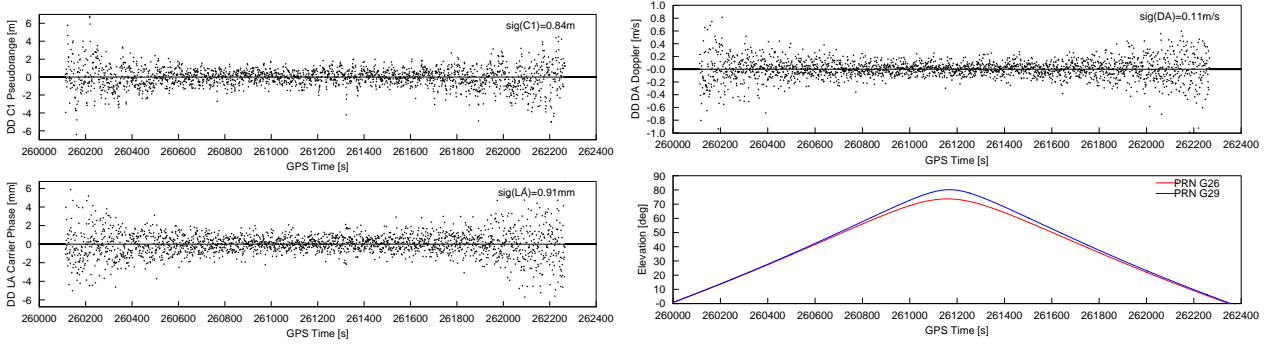 DD C1 Pseudorange [m]
6
4
2
0
-2
-4
-6
sig(C1)=0.84m
260000 260200 260400 260600 260800 261000 261200 261400 261600 261800 262000 262200 262400
GPS Time [s]
DD LA Carrier Phase [mm]
6
4
2
0
-2
-4
-6
sig(LA)=0.91mm
260000 260200 260400 260600 260800 261000 261200 261400 261600 261800 262000 262200 262400
GPS Time [s]
DD DA Doppler [m/s]
1.0
0.8
0.6
0.4
0.2
-0.0
-0.2
-0.4
-0.6
-0.8
-1.0
sig(DA)=0.11m/s
260000 260200 260400 260600 260800 261000 261200 261400 261600 261800 262000 262200 262400
GPS Time [s]
Elevation [deg]
90
80
70
60
50
40
30
20
10
-0
PRN G26
PRN G29
260000 260200 260400 260600 260800 261000 261200 261400 261600 261800 262000 262200 262400
GPS Time [s]